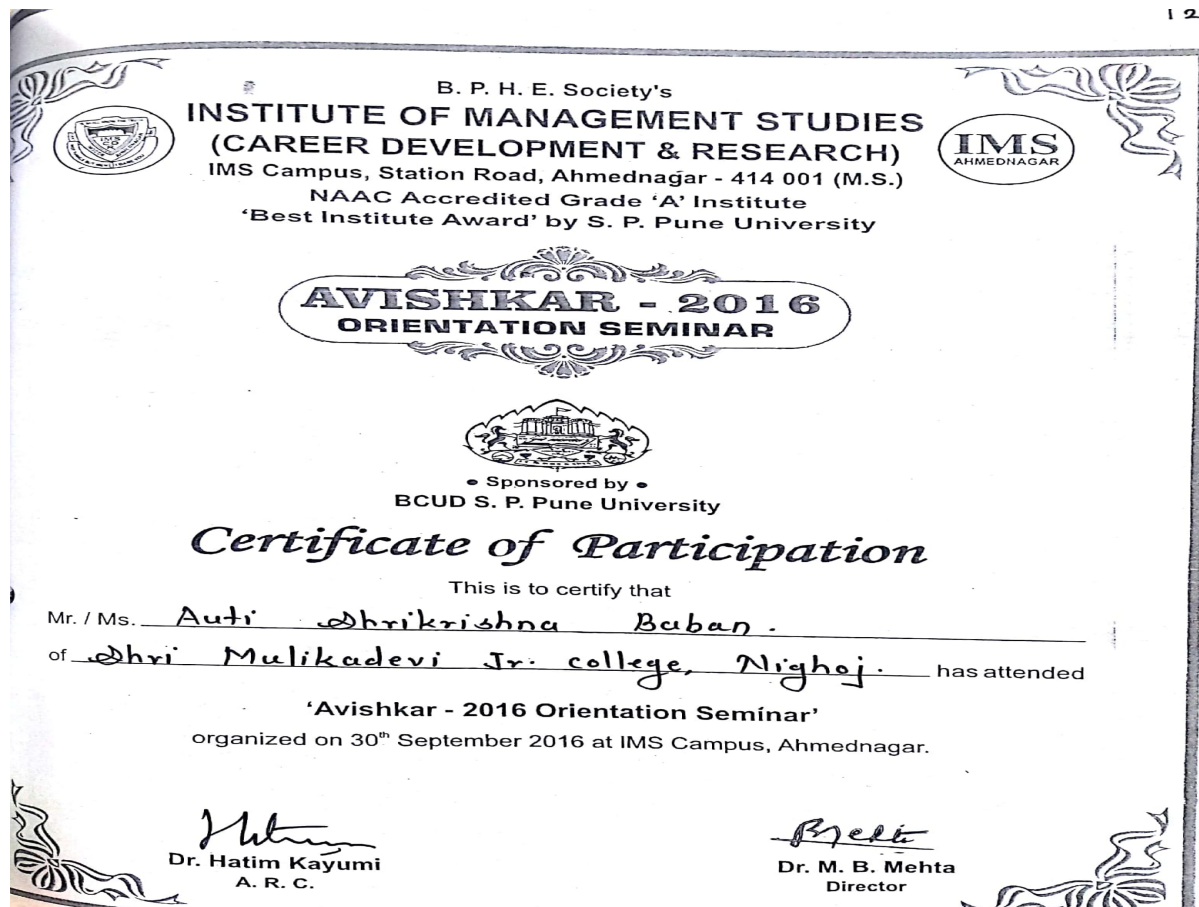 12
B. P. H. E. Society's
INSTITUTE OF MANAGEMENT STUDIES
(CAREER DEVELOPMENT & RESEARCH)
IMS Campus, Station Road, Ahmednagar - 414 001 (M.S.)
NAAC Accredited Grade ‘A’ Institute
‘Best Institute Award’ by S. P. Pune University
IMS
AHMEDNAGAR
AVISHKAR - 2016
ORIENTATION SEMINAR
• Sponsored by •
BCUD S. P. Pune University
Certificate of Participation
This is to certify that
Mr. / Ms. Auti Shrikrishna Baban.
of Shri Mulikadevi Jr. college, Nighoj. has attended
‘Avishkar - 2016 Orientation Seminar’
organized on 30th September 2016 at IMS Campus, Ahmednagar.
Dr. Hatim Kayumi
A. R. C.
Dr. M. B. Mehta
Director